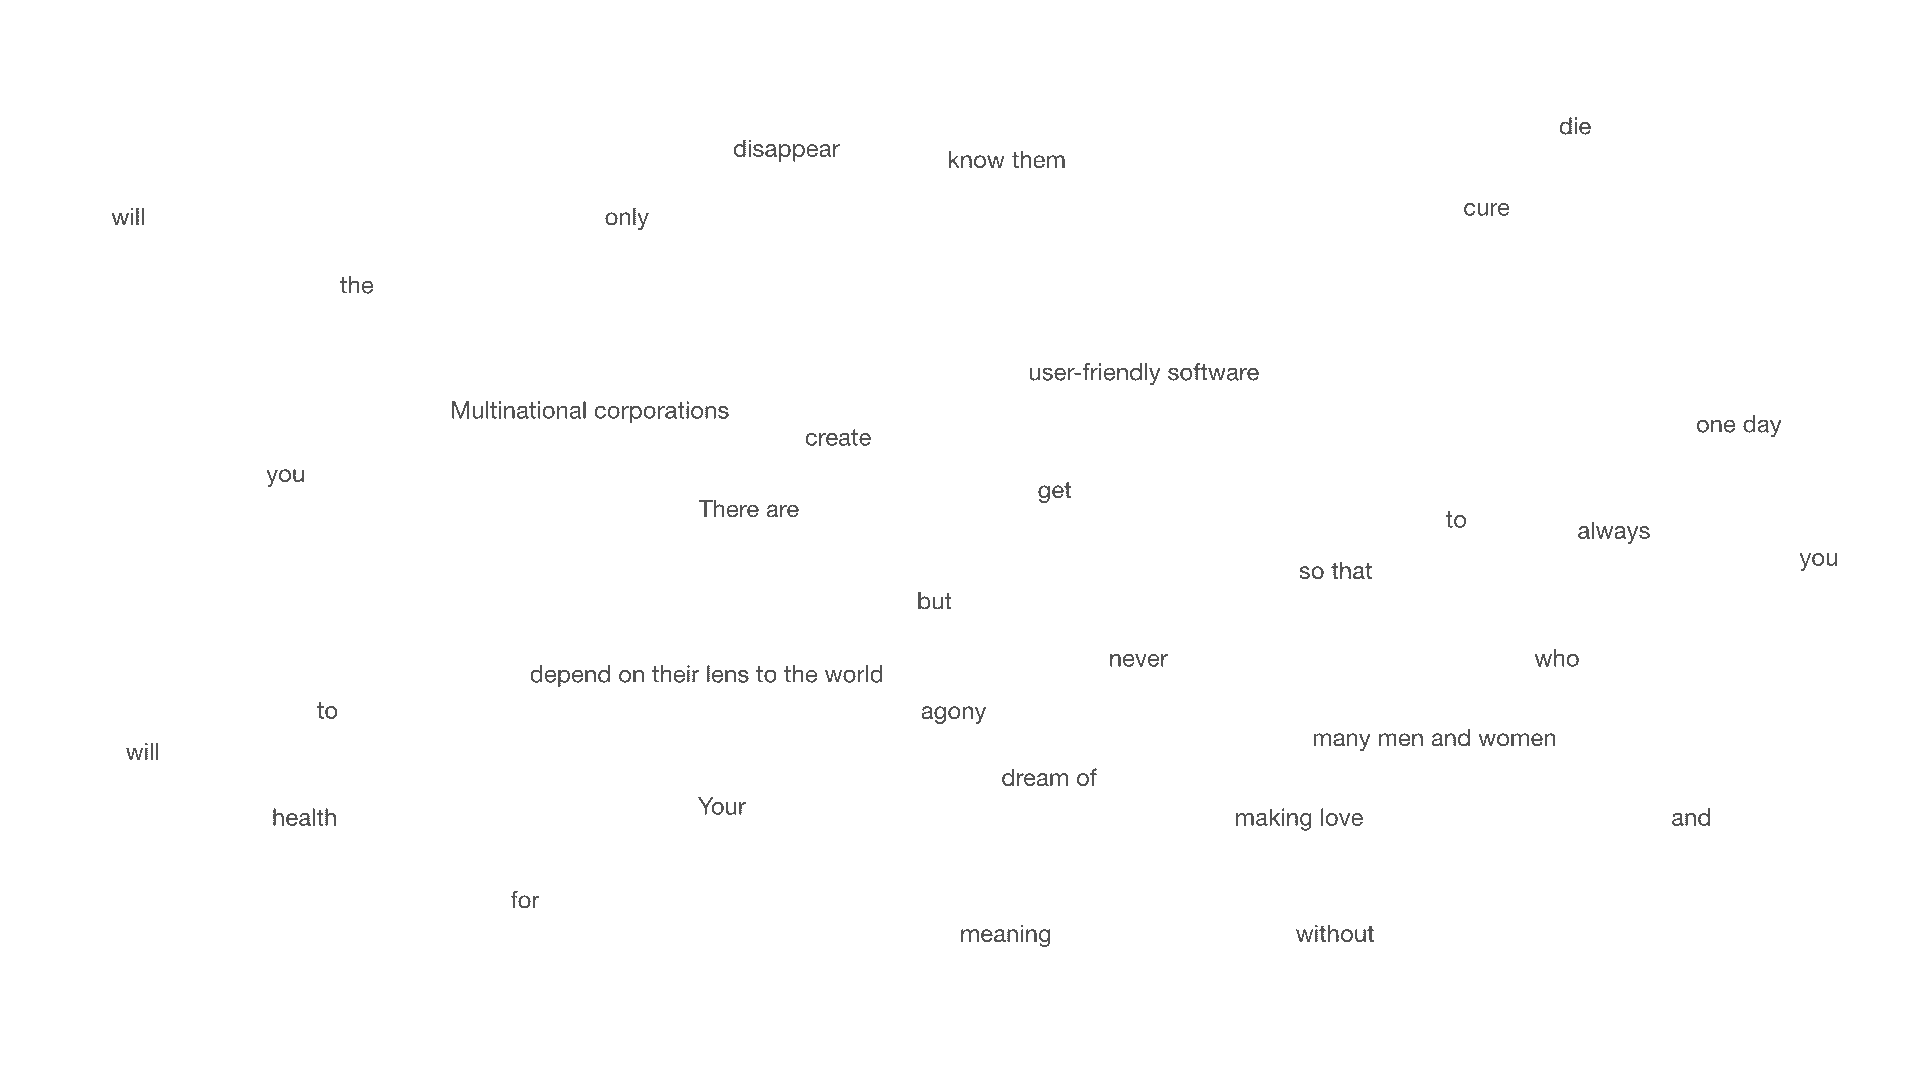 die
disappear
know them
cure
will
only
the
user-friendly software
Multinational corporations
one day
create
you
get
There are
to
always
you
so that
but
never
who
depend on their lens to the world
to
agony
many men and women
will
dream of
Your
health
making love
and
for
meaning
without